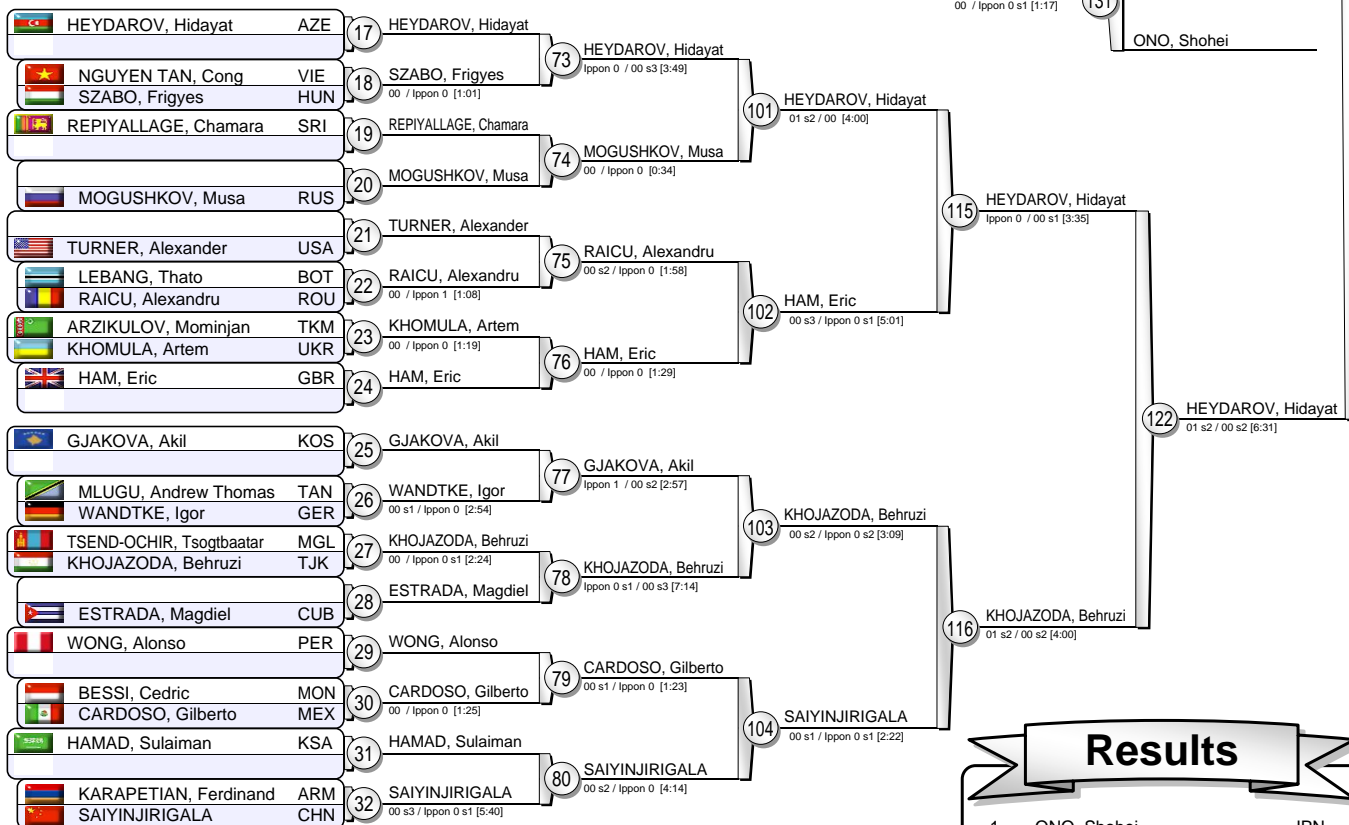 00 / Ippon 0 s1 [1:17]
131
ONO, Shohei
HEYDAROV, Hidayat AZE
17
HEYDAROV, Hidayat
NGUYEN TAN, Cong VIE
SZABO, Frigyes HUN
18
SZABO, Frigyes
00 / Ippon 0 [1:01]
73
HEYDAROV, Hidayat
Ippon 0 / 00 s3 [3:49]
REPIYALLAGE, Chamara SRI
19
REPIYALLAGE, Chamara
MOGUSHKOV, Musa RUS
20
MOGUSHKOV, Musa
74
MOGUSHKOV, Musa
00 / Ippon 0 [0:34]
101
HEYDAROV, Hidayat
01 s2 / 00 [4:00]
TURNER, Alexander USA
21
TURNER, Alexander
LEBANG, Thato BOT
RAICU, Alexandru ROU
22
RAICU, Alexandru
00 / Ippon 1 [1:08]
75
RAICU, Alexandru
00 s2 / Ippon 0 [1:58]
ARZIKULOV, Mominjan TKM
KHOMULA, Artem UKR
23
KHOMULA, Artem
00 / Ippon 0 [1:19]
HAM, Eric GBR
24
HAM, Eric
76
HAM, Eric
00 / Ippon 0 [1:29]
102
HAM, Eric
00 s3 / Ippon 0 s1 [5:01]
115
HEYDAROV, Hidayat
Ippon 0 / 00 s1 [3:35]
GJAKOVA, Akil KOS
25
GJAKOVA, Akil
MLUGU, Andrew Thomas TAN
WANDTKE, Igor GER
26
WANDTKE, Igor
00 s1 / Ippon 0 [2:54]
77
GJAKOVA, Akil
Ippon 1 / 00 s2 [2:57]
TSEND-OCHIR, Tsogtbaatar MGL
KHOJAZODA, Behruzi TJK
27
KHOJAZODA, Behruzi
00 / Ippon 0 s1 [2:24]
ESTRADA, Magdiel CUB
28
ESTRADA, Magdiel
78
KHOJAZODA, Behruzi
Ippon 0 s1 / 00 s3 [7:14]
103
KHOJAZODA, Behruzi
00 s2 / Ippon 0 s2 [3:09]
WONG, Alonso PER
29
WONG, Alonso
BESSI, Cedric MON
CARDOSO, Gilberto MEX
30
CARDOSO, Gilberto
00 / Ippon 0 [1:25]
79
CARDOSO, Gilberto
00 s1 / Ippon 0 [1:23]
HAMAD, Sulaiman KSA
31
HAMAD, Sulaiman
KARAPETIAN, Ferdinand ARM
SAIYINJIRIGALA CHN
32
SAIYINJIRIGALA
00 s3 / Ippon 0 s1 [5:40]
80
SAIYINJIRIGALA
00 s2 / Ippon 0 [4:14]
104
SAIYINJIRIGALA
00 s1 / Ippon 0 s1 [2:22]
116
KHOJAZODA, Behruzi
01 s2 / 00 s2 [4:00]
122
HEYDAROV, Hidayat
01 s2 / 00 s2 [6:31]
Results
1 ONO, Shohei JPN